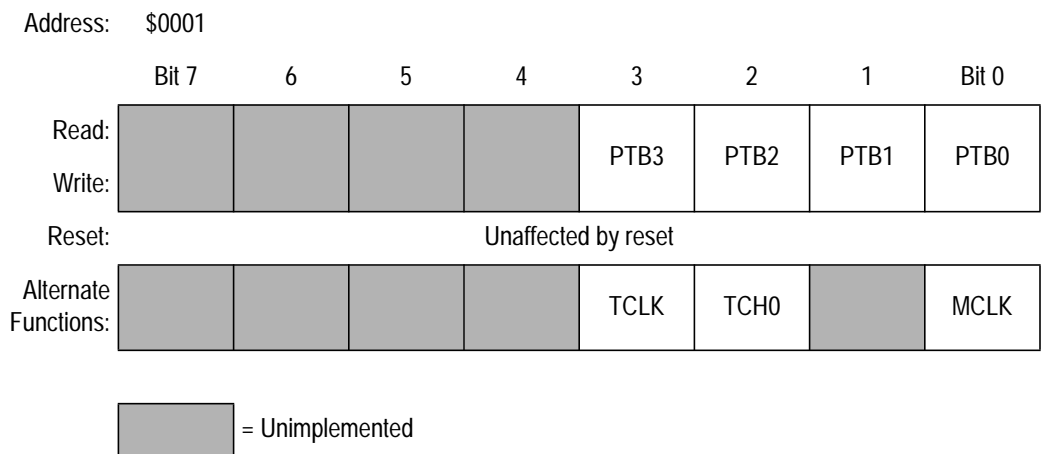 Address: $0001
Bit 7 6 5 4 3 2 1 Bit 0
Read:
PTB3 PTB2 PTB1 PTB0
Write:
Reset: Unaffected by reset
Alternate
Functions:
TCLK TCH0 MCLK
= Unimplemented